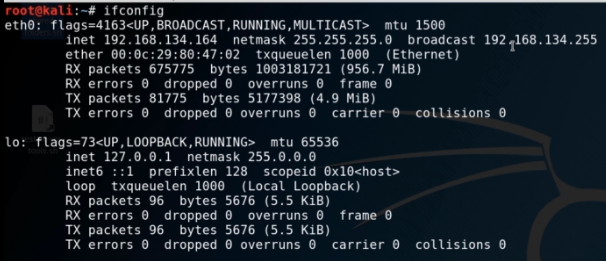 root@kali:~# ifconfig
eth0: flags=4163<UP,BROADCAST,RUNNING,MULTICAST>  mtu 1500
        inet 192.168.134.164  netmask 255.255.255.0  broadcast 192.168.134.255
        ether 00:0c:29:80:47:02  txqueuelen 1000  (Ethernet)
        RX packets 675775  bytes 1003181721 (956.7 MiB)
        RX errors 0  dropped 0  overruns 0  frame 0
        TX packets 81775  bytes 5177398 (4.9 MiB)
        TX errors 0  dropped 0 overruns 0  carrier 0  collisions 0

lo: flags=73<UP,LOOPBACK,RUNNING>  mtu 65536
        inet 127.0.0.1  netmask 255.0.0.0
        inet6 ::1  prefixlen 128  scopeid 0x10<host>
        loop  txqueuelen 1000  (Local Loopback)
        RX packets 96  bytes 5676 (5.5 KiB)
        RX errors 0  dropped 0  overruns 0  frame 0
        TX packets 96  bytes 5676 (5.5 KiB)
        TX errors 0  dropped 0 overruns 0  carrier 0  collisions 0